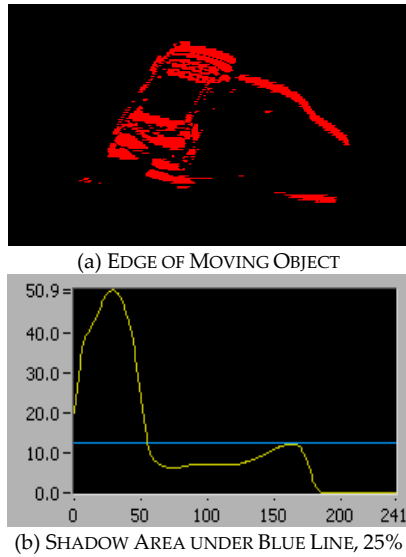 (a) EDGE OF MOVING OBJECT
50.9
40.0
30.0
20.0
10.0
0.0
0 50 100 150 200 241
(b) SHADOW AREA UNDER BLUE LINE, 25%